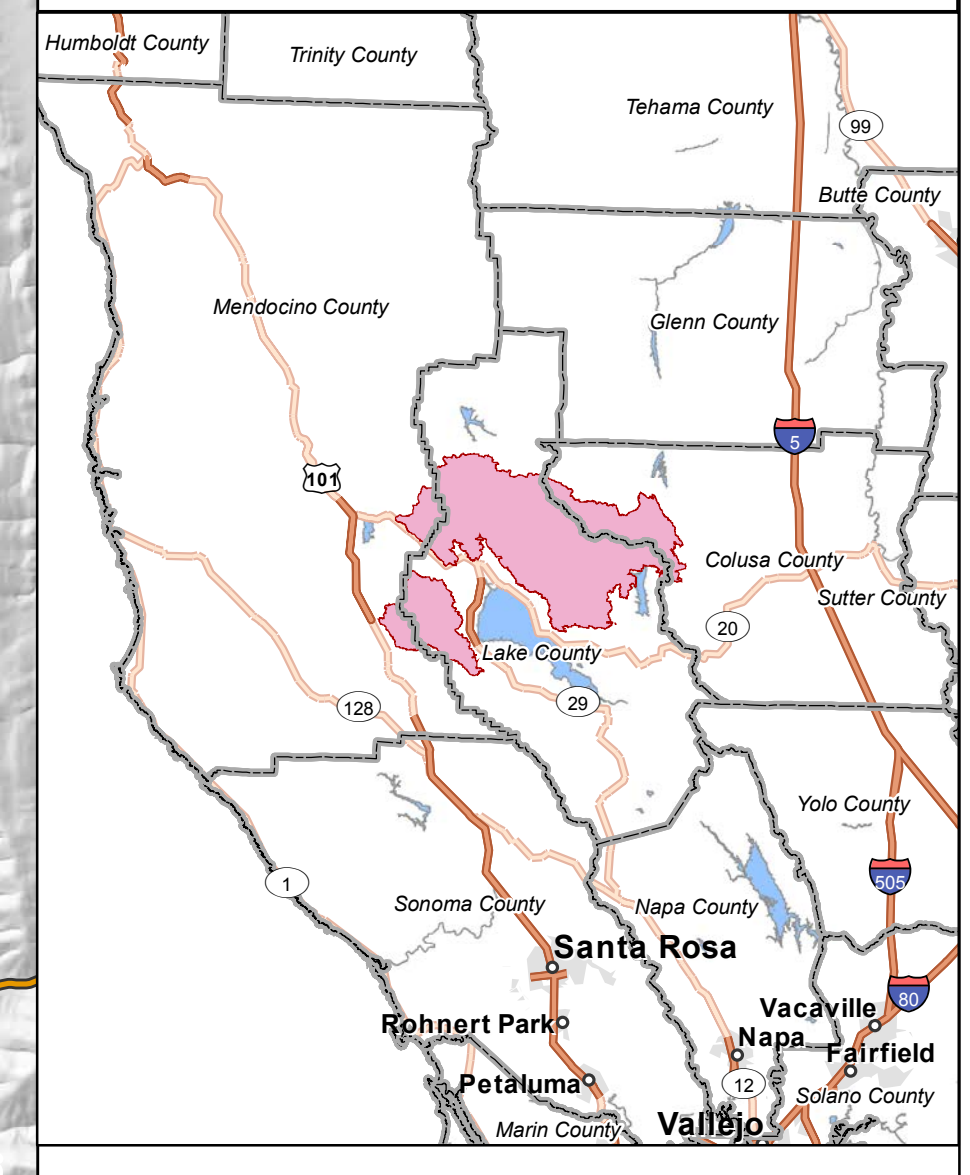 Humboldt County
Trinity County
Tehama County
99
Butte County
Mendocino County
Glenn County
5
101
Colusa County
Sutter County
20
Lake County
29
128
Yolo County
505
1
Sonoma County
Napa County
Santa Rosa
80
Vacaville
Rohnert Park
Napa
Fairfield
Petaluma
12
Solano County
Marin County
Vallejo